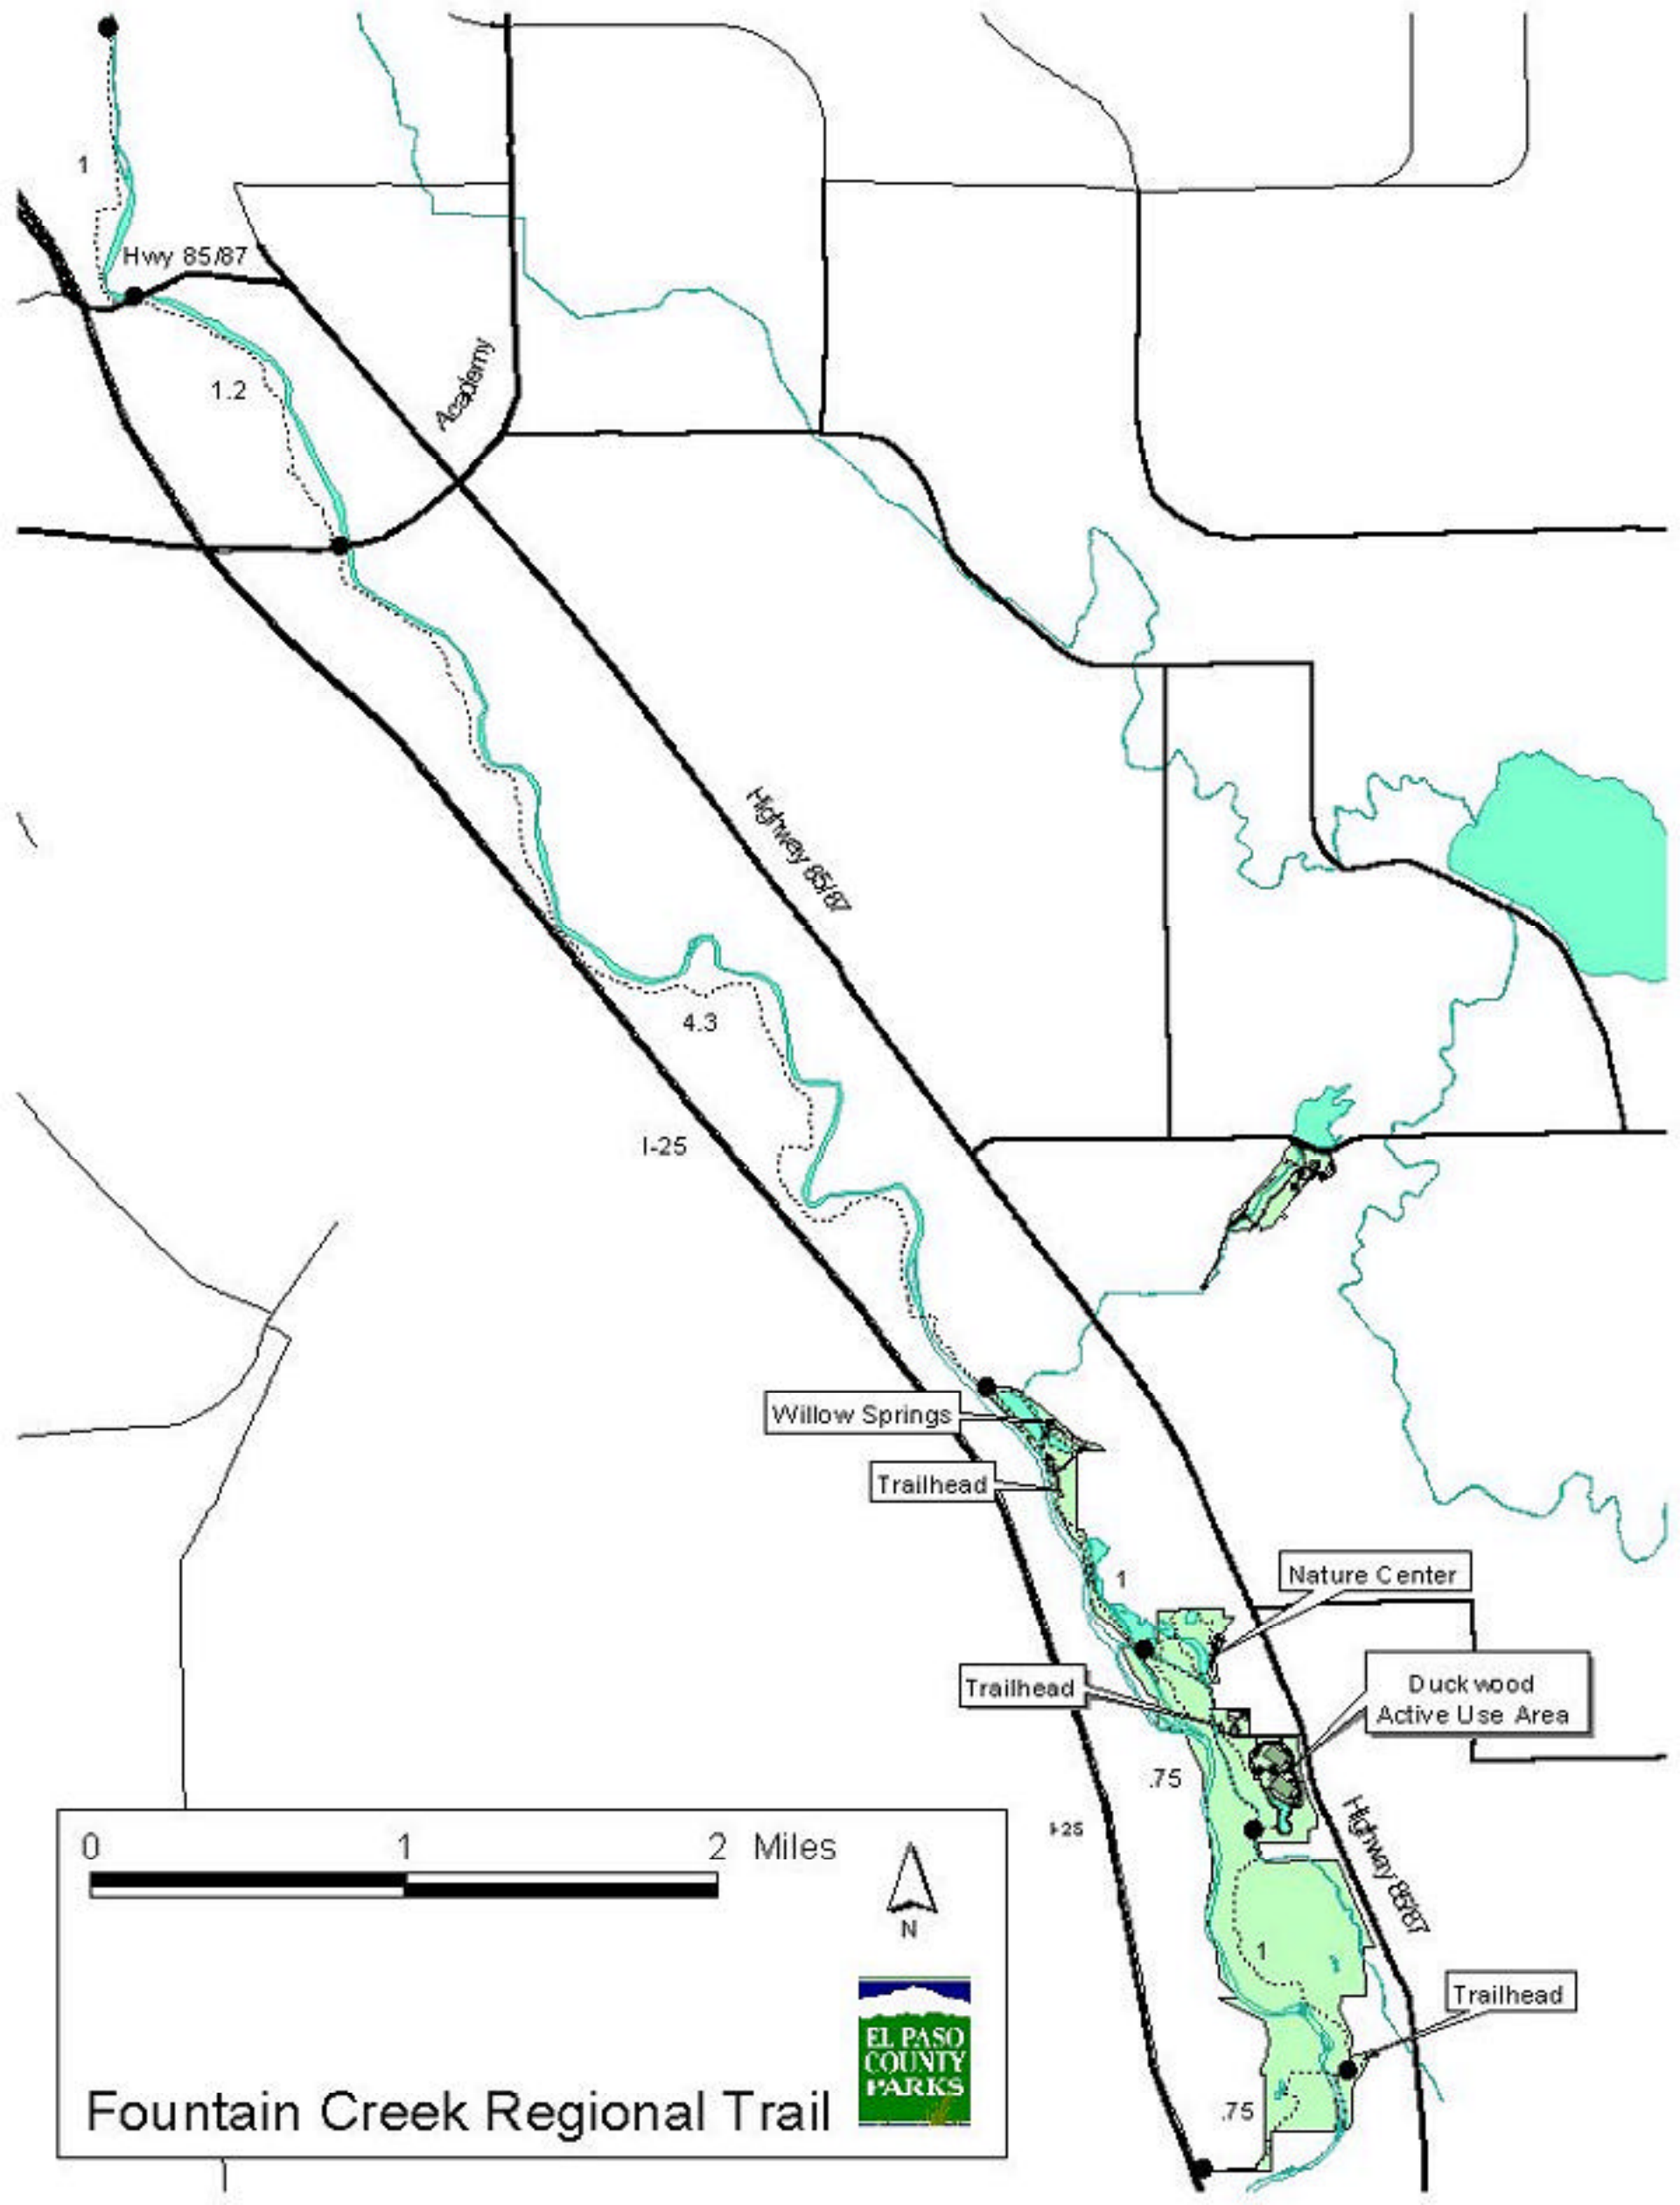 1
Hwy 85/87
1.2
Academy
Highway 85/87
4.3
I-25
Willow Springs
Trailhead
1
Nature Center
Trailhead
Duckwood
Active Use Area
.75
I-25
Highway 85/87
1
Trailhead
.75
0 1 2 Miles
N
EL PASO
COUNTY
PARKS
Fountain Creek Regional Trail